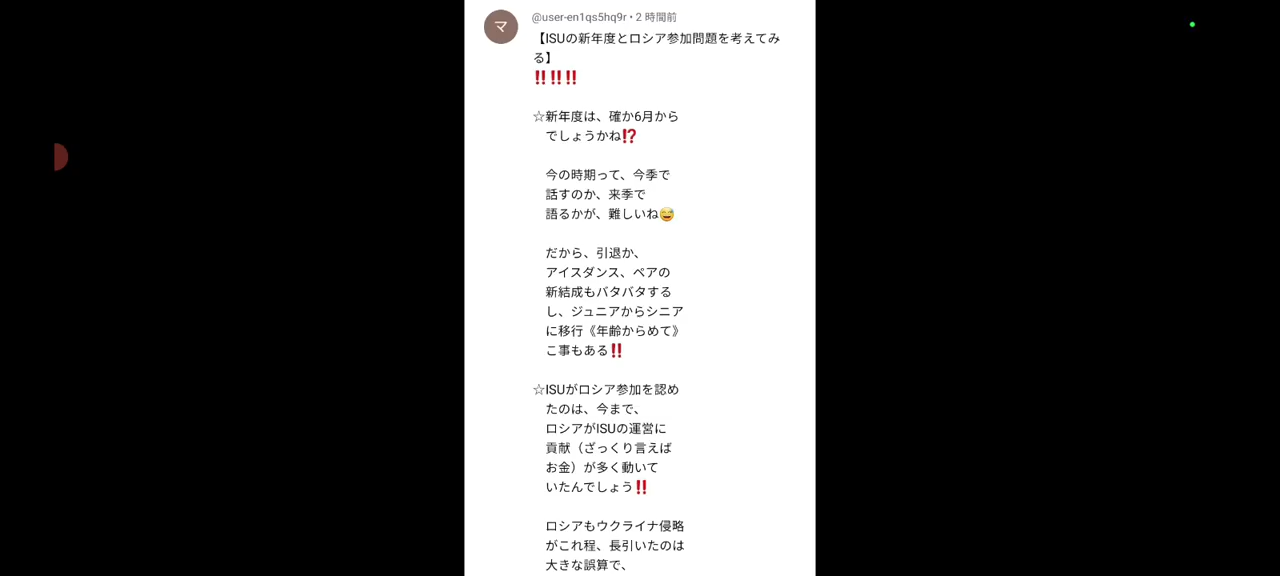 マ
@user-en1qs5hq9r • 2 時間前
【ISUの新年度とロシア参加問題を考えてみ
る】
‼️‼️‼️
☆新年度は、確か6月から
でしょうかね⁉️
今の時期って、今季で
話すのか、来季で
語るかが、難しいね😅
だから、引退か、
アイスダンス、ペアの
新結成もバタバタする
し、ジュニアからシニア
に移行《年齢からめて》
こ事もある‼️
☆ISUがロシア参加を認め
たのは、今まで、
ロシアがISUの運営に
貢献（ざっくり言えば
お金）が多く動いて
いたんでしょう‼️
ロシアもウクライナ侵略
がこれ程、長引いたのは
大きな誤算で、